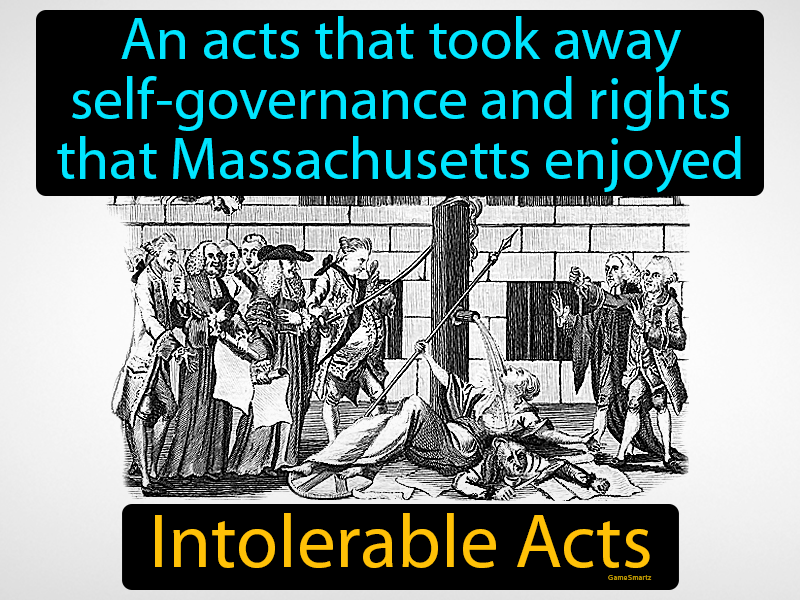 An acts that took away
self-governance and rights
that Massachusetts enjoyed
Intolerable Acts
GameSmartz